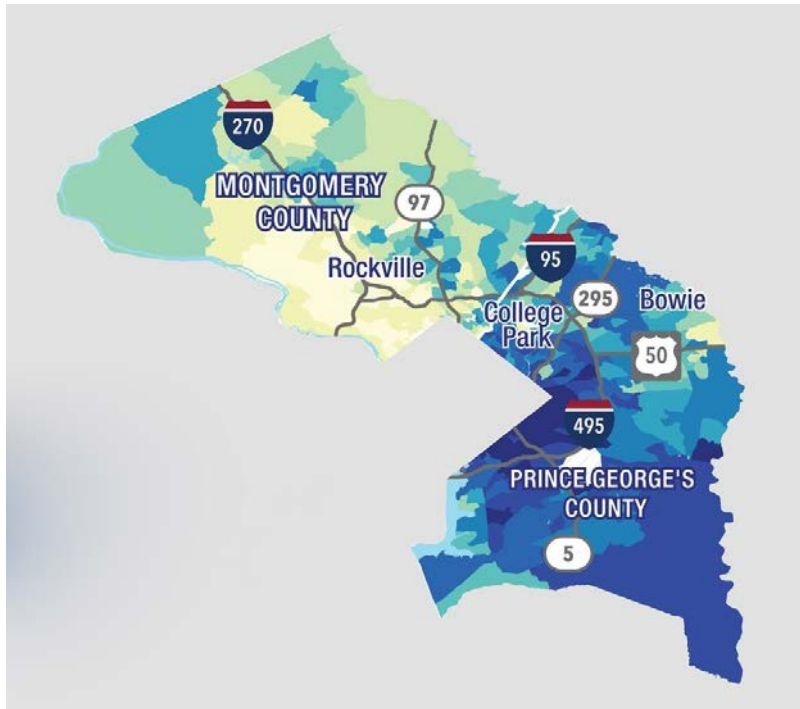 270
MONTGOMERY
COUNTY
97
Rockville
95
College
Park
295
Bowie
50
495
PRINCE GEORGE'S
COUNTY
5